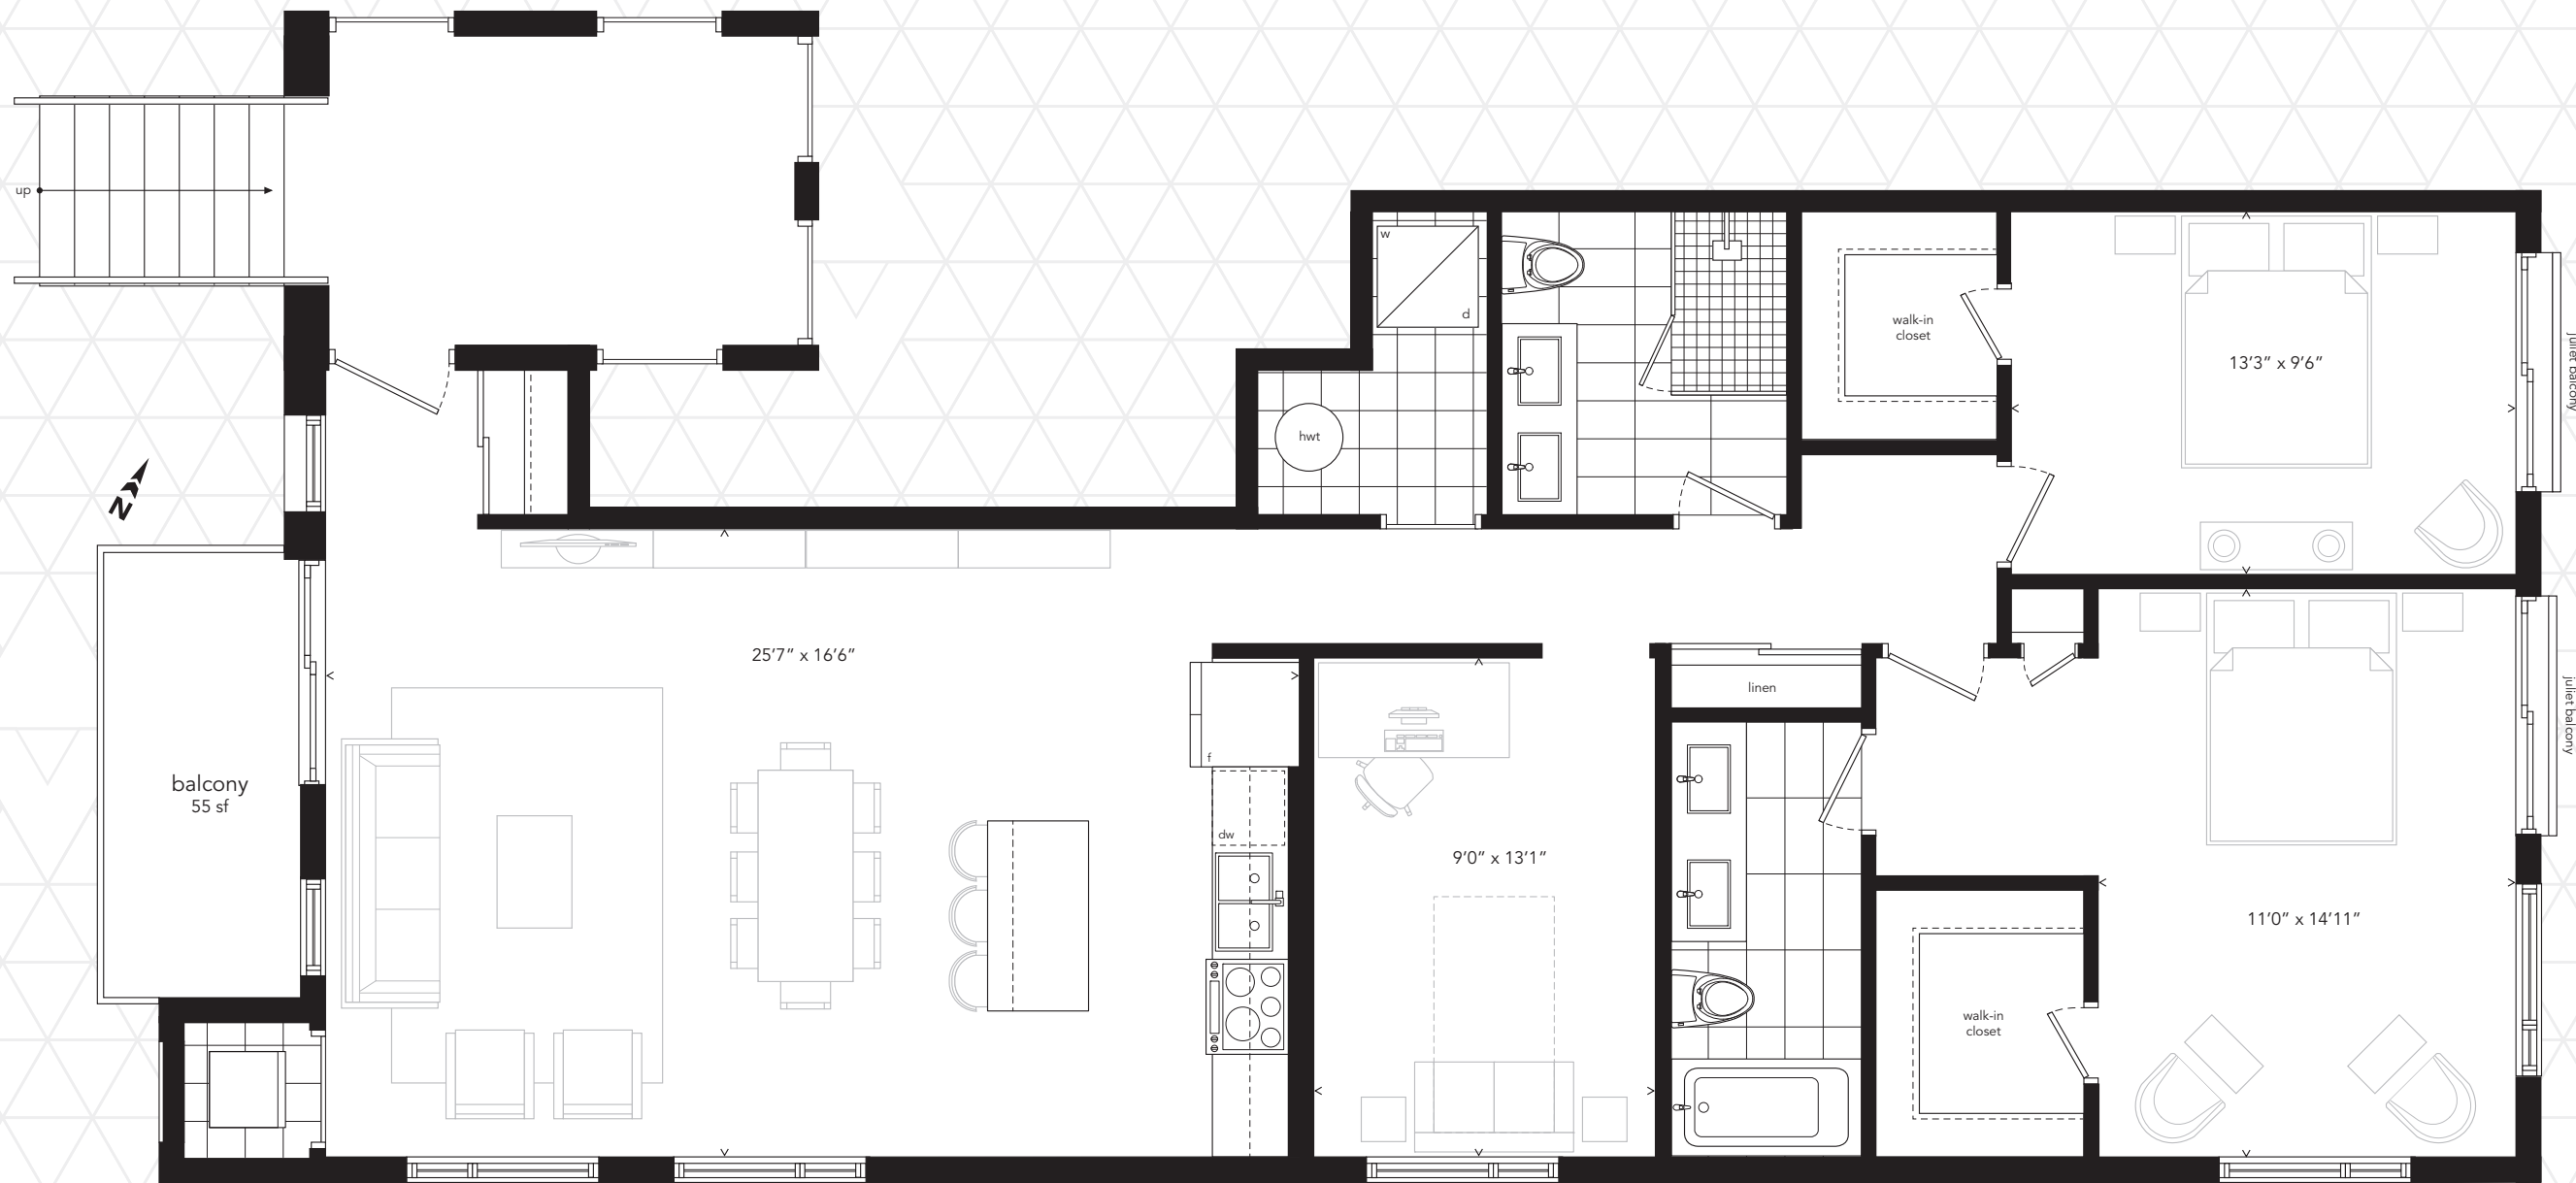 up
w
d
hwt
walk-in
closet
13'3" x 9'6"
juliet balcony
N
25'7" x 16'6"
linen
f
balcony
55 sf
dw
9'0" x 13'1"
juliet balcony
11'0" x 14'11"
walk-in
closet